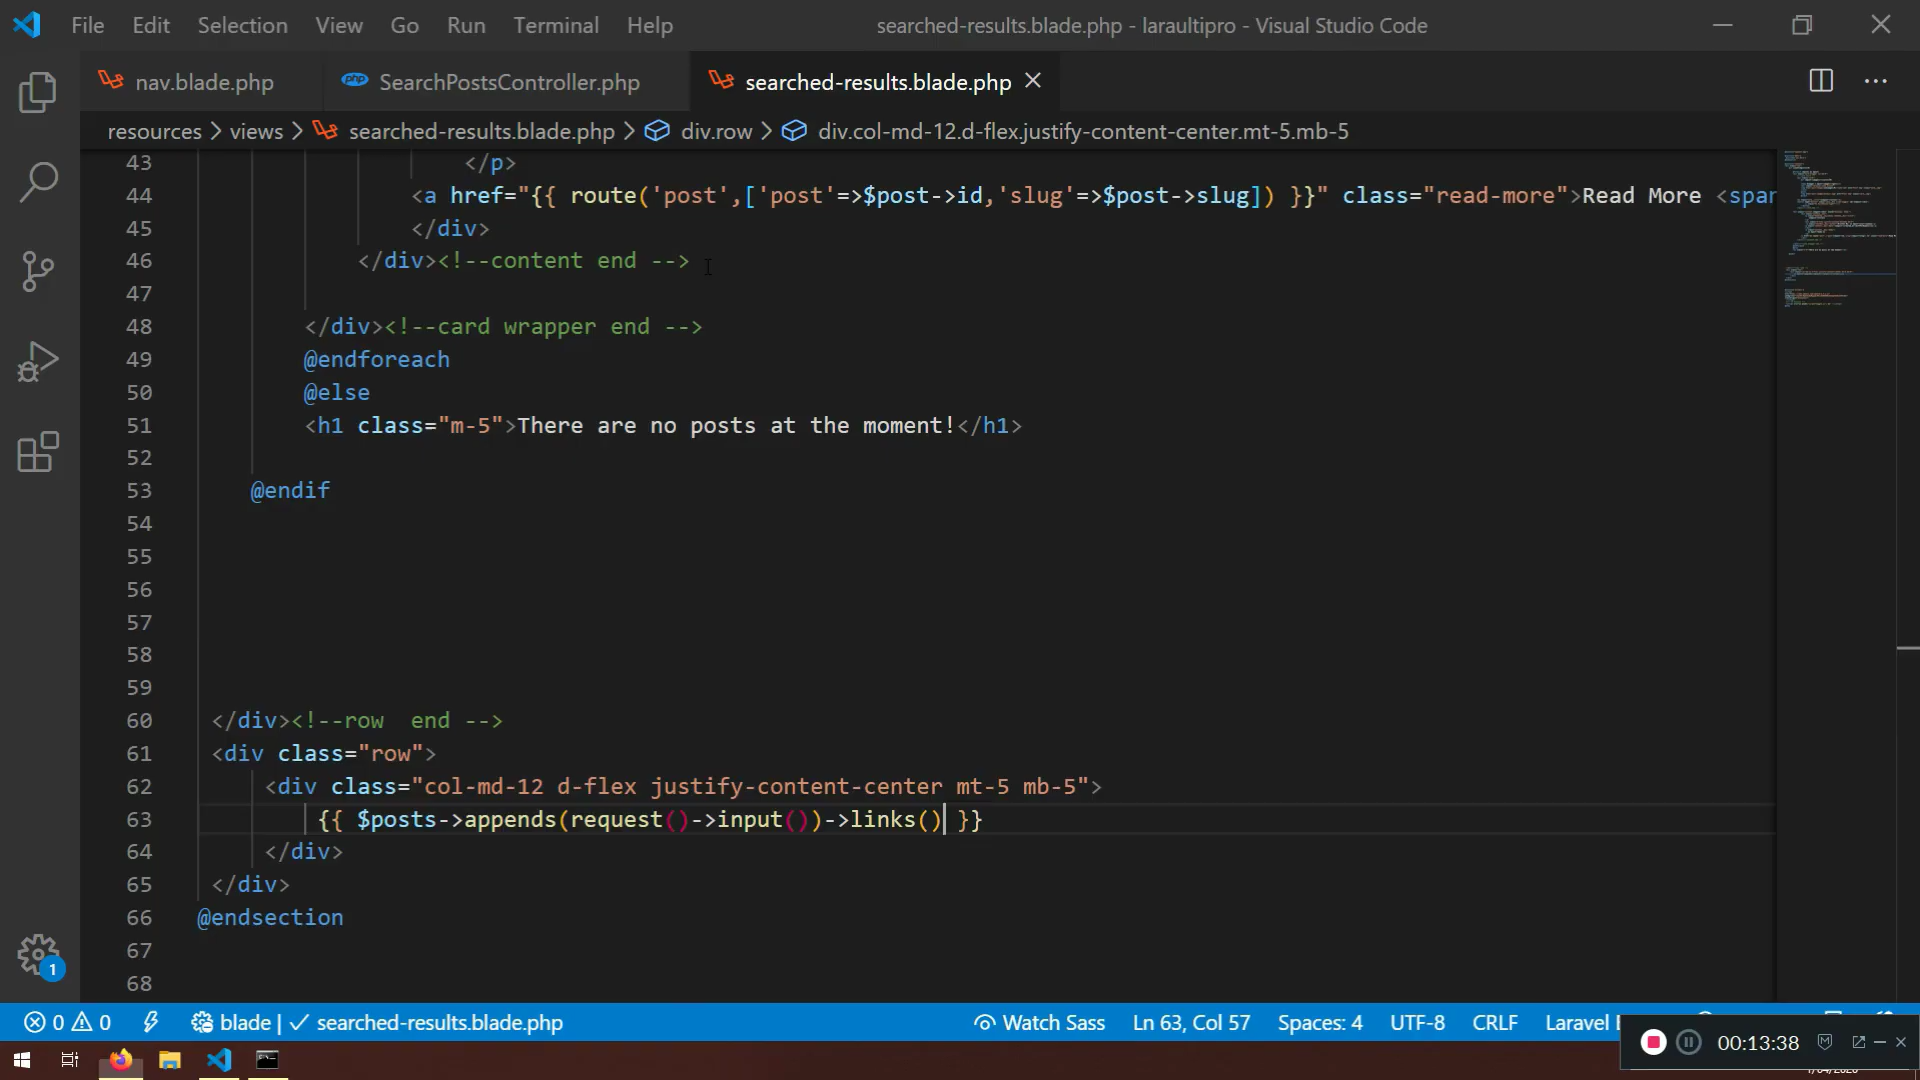 File Edit Selection View Go Run Terminal Help searched-results.blade.php - laraultipro - Visual Studio Code
nav.blade.php php SearchPostsController.php searched-results.blade.php
resources > views > searched-results.blade.php > div.row > div.col-md-12.d-flex.justify-content-center.mt-5.mb-5
43 </p>
44 <a href="{{ route('post',['post'=>$post->id,'slug'=>$post->slug]) }}" class="read-more">Read More <span
45 </div>
46 </div><!--content end -->
47
48 </div><!--card wrapper end -->
49 @endforeach
50 @else
51 <h1 class="m-5">There are no posts at the moment!</h1>
52
53 @endif
54
55
56
57
58
59
60 </div><!--row  end -->
61 <div class="row">
62 <div class="col-md-12 d-flex justify-content-center mt-5 mb-5">
63 {{ $posts->appends(request()->input())->links() }}
64 </div>
65 </div>
66 @endsection
67
68
1
0 0 blade | ✓ searched-results.blade.php Watch Sass Ln 63, Col 57 Spaces: 4 UTF-8 CRLF Laravel
00:13:38